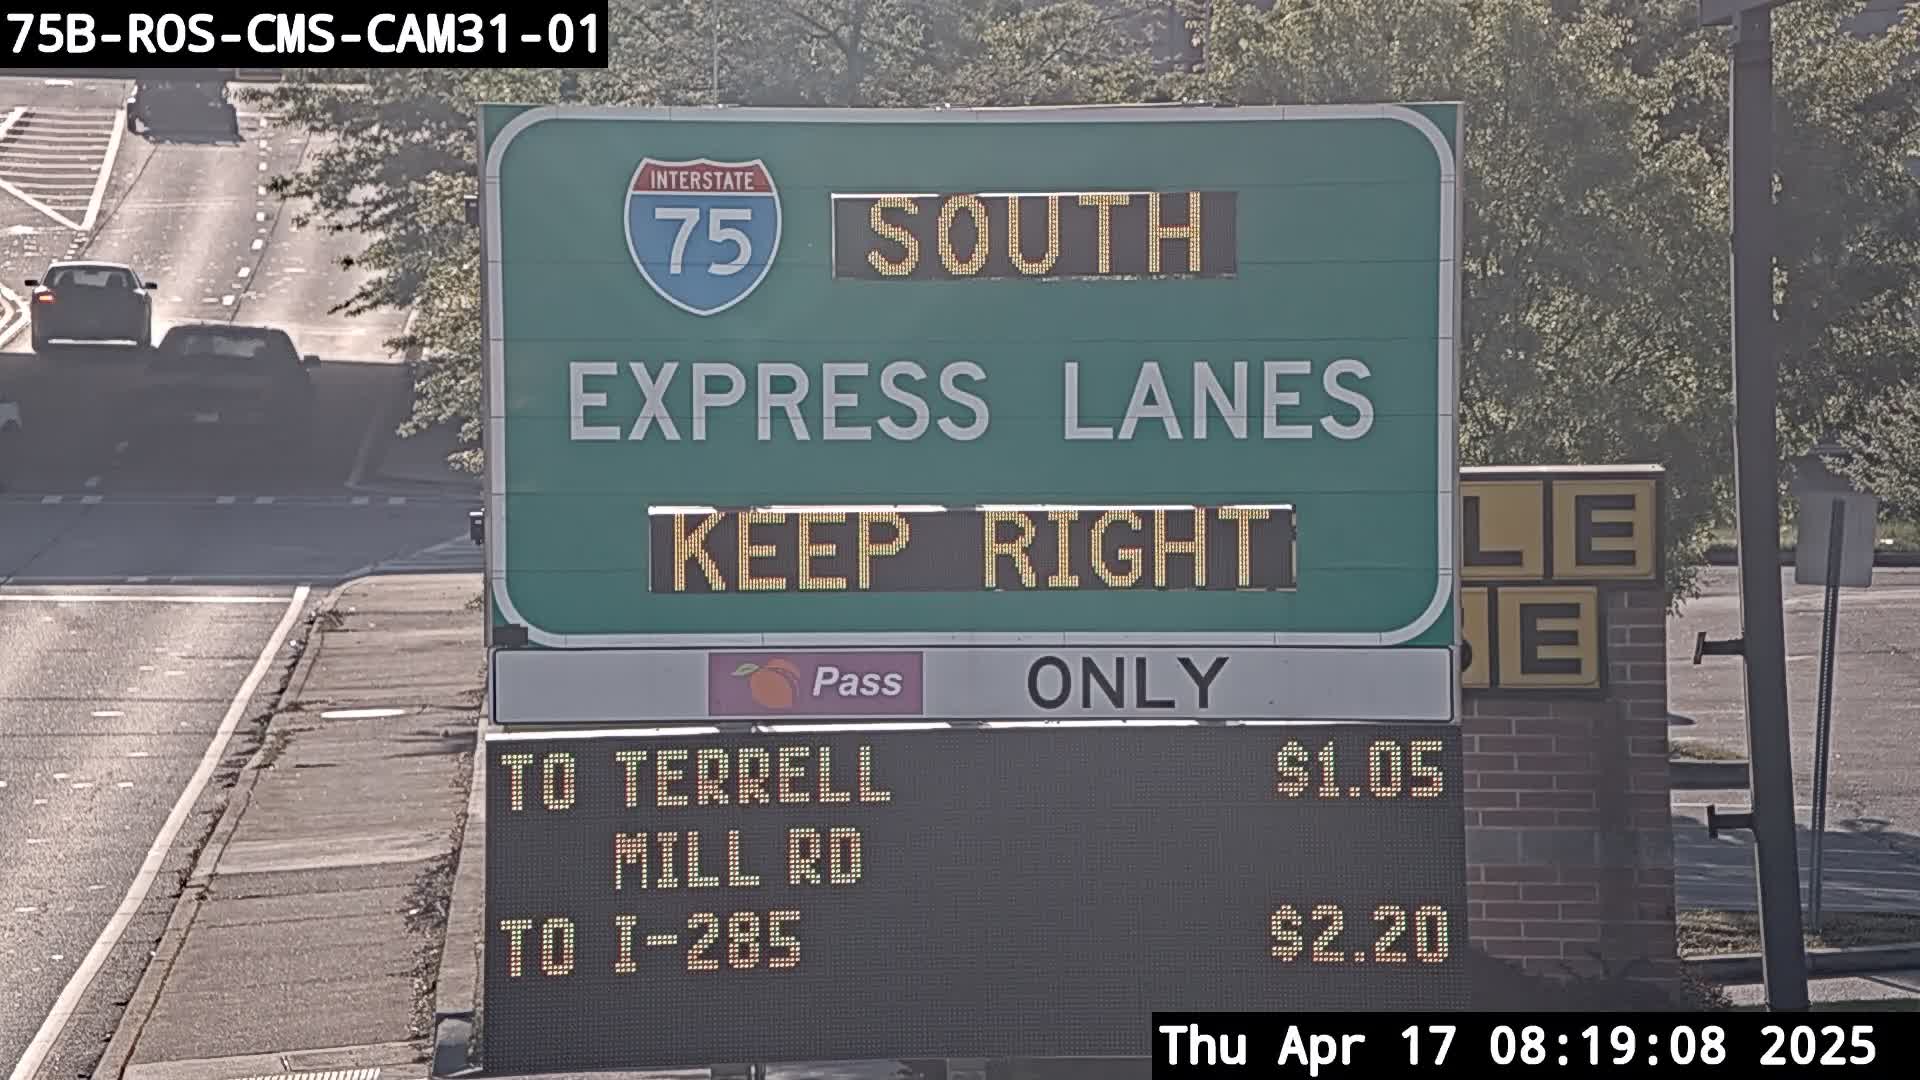 75B-ROS-CMS-CAM31-01
INTERSTATE
75
SOUTH
EXPRESS LANES
KEEP RIGHT
Pass ONLY
TO TERRELL $1.05
MILL RD
TO I-285 $2.20
LE
E
Thu Apr 17 08:19:08 2025